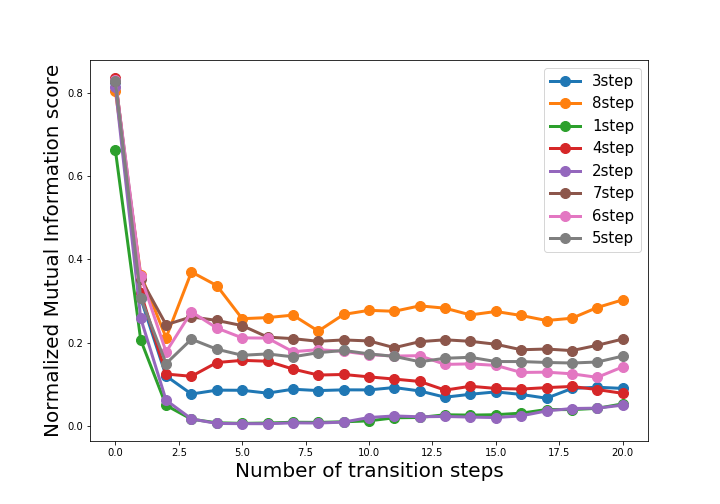 Normalized Mutual Information score
0.8
0.6
0.4
0.2
0.0
0.0 2.5 5.0 7.5 10.0 12.5 15.0 17.5 20.0
Number of transition steps
3step
8step
1step
4step
2step
7step
6step
5step